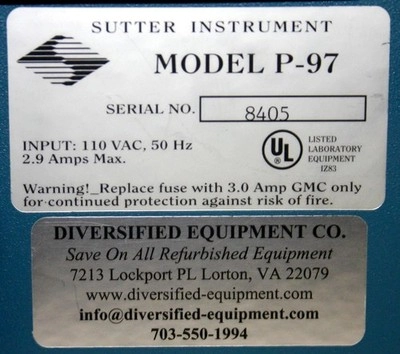 SUTTER INSTRUMENT
MODEL P-97
SERIAL NO. 8405
INPUT: 110 VAC, 50 Hz
2.9 Amps Max.
UL
LISTED
LABORATORY
EQUIPMENT
IZ83
Warning!_Replace fuse with 3.0 Amp GMC only
for continued protection against risk of fire.
DIVERSIFIED EQUIPMENT CO.
Save On All Refurbished Equipment
7213 Lockport PL Lorton, VA 22079
www.diversified-equipment.com
info@diversified-equipment.com
703-550-1994